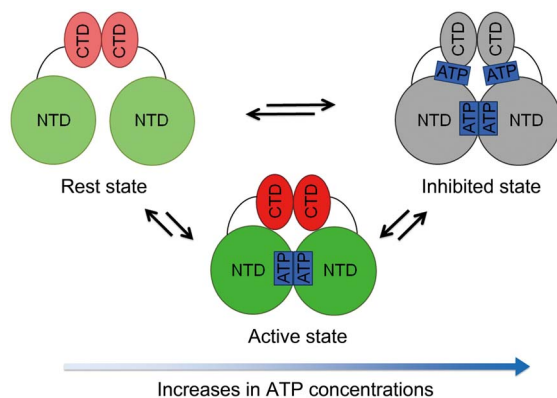 CTD CTD
NTD NTD
Rest state
CTD CTD
ATP ATP
NTD ATP ATP NTD
Inhibited state
CTD CTD
NTD ATP ATP NTD
Active state
Increases in ATP concentrations